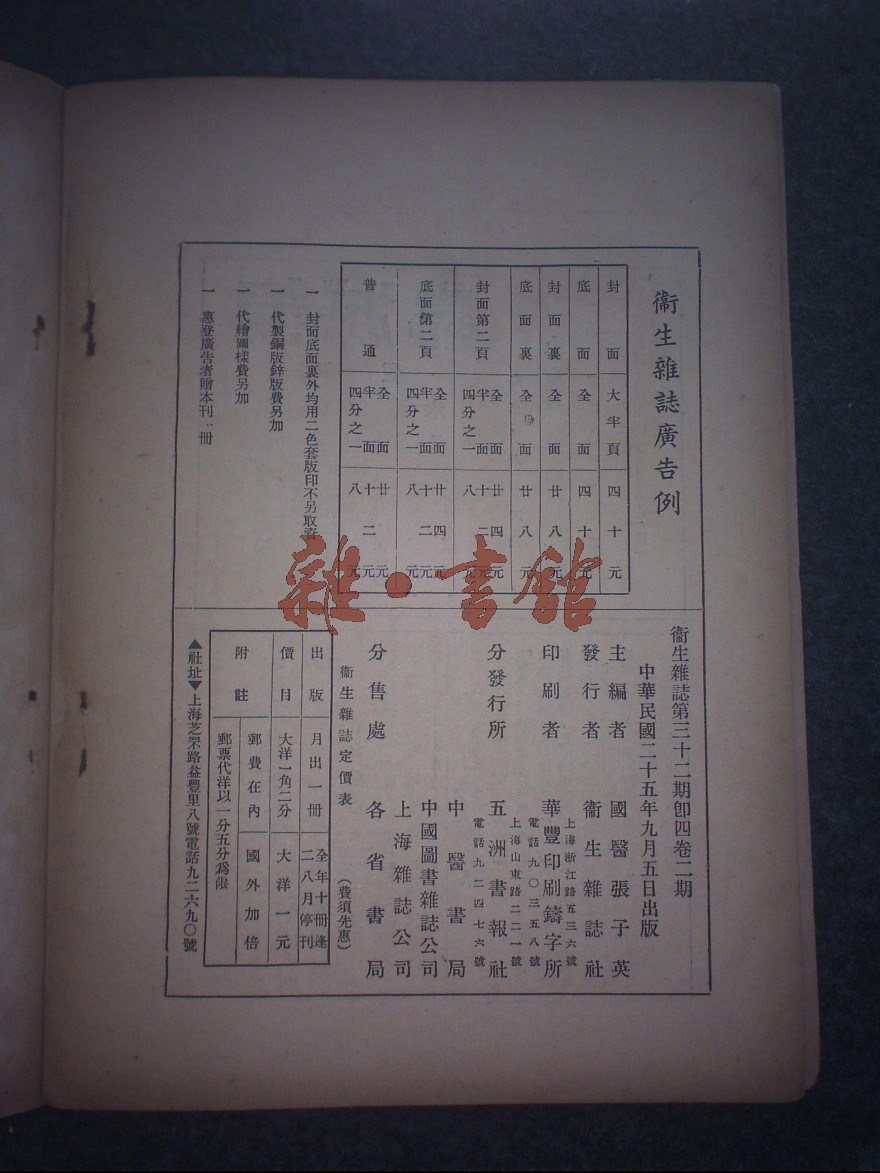 衞生雜誌廣告例
封面 大半頁 四十元
底面 全面 四十元
封面裏 全面 廿八元
底面裏 全面 廿八元
封面第二頁 全面 廿四元
半面 十二元
四分之一 八元
底面第二頁 全面 廿四元
半面 十二元
四分之一 八元
普通 全面 廿元
半面 十二元
四分之一 八元
一 封面底面裏外均用二色套版印不另取資
一 代製銅版鋅版費另加
一 代繪圖樣費另加
一 惠登廣告者贈本刊 冊
衞生雜誌第三十二期卽四卷二期
中華民國二十五年九月五日出版
主編者 國醫張子英
發行者 衞生雜誌社
上海浙江路五三六號
印刷者 華豐印刷鑄字所
電話九〇三五八號
上海山東路二二一號
分發行所 五洲書報社
電話九二四七六號
中醫書局
中國圖書雜誌公司
上海雜誌公司
分售處 各省書局
衞生雜誌定價表 (費須先惠)
出版 月出一冊 全年十冊逢二八月停刊
價目 大洋一角二分 大洋一元
附註 郵費在內 國外加倍
郵票代洋以一分五分爲限
▲社址▼上海芝罘路益豐里八號電話九二六九〇號
雜·書館